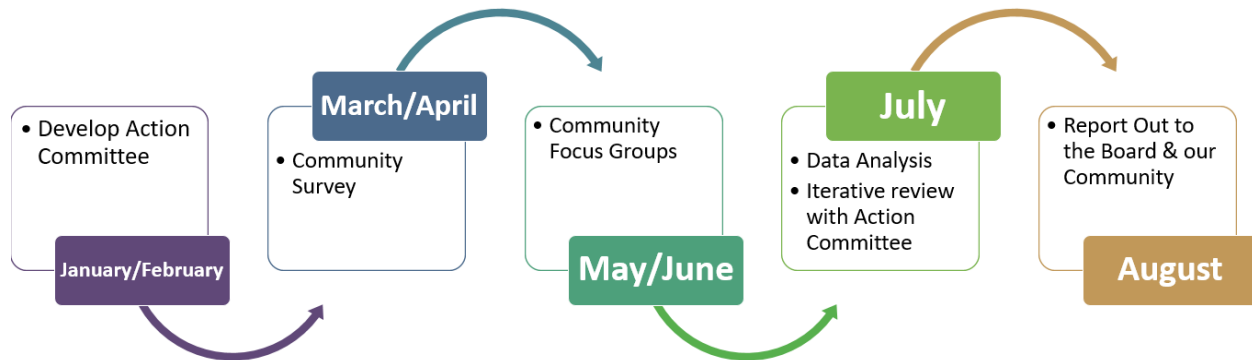 • Develop Action
Committee
January/February
March/April
• Community
Survey
• Community
Focus Groups
May/June
July
• Data Analysis
• Iterative review
with Action
Committee
• Report Out to
the Board & our
Community
August